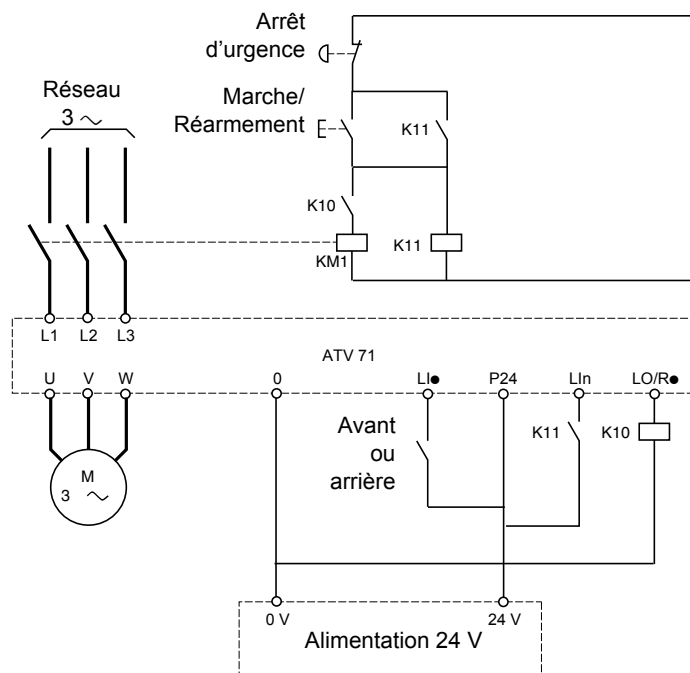 Arrêt
d’urgence
Réseau
3 ~
Marche/
Réarmement
K11
K10
KM1
K11
L1 L2 L3
ATV 71
U V W 0 LI● P24 LIn LO/R●
Avant
ou
arrière
K11
K10
M
3 ~
0 V
24 V
Alimentation 24 V